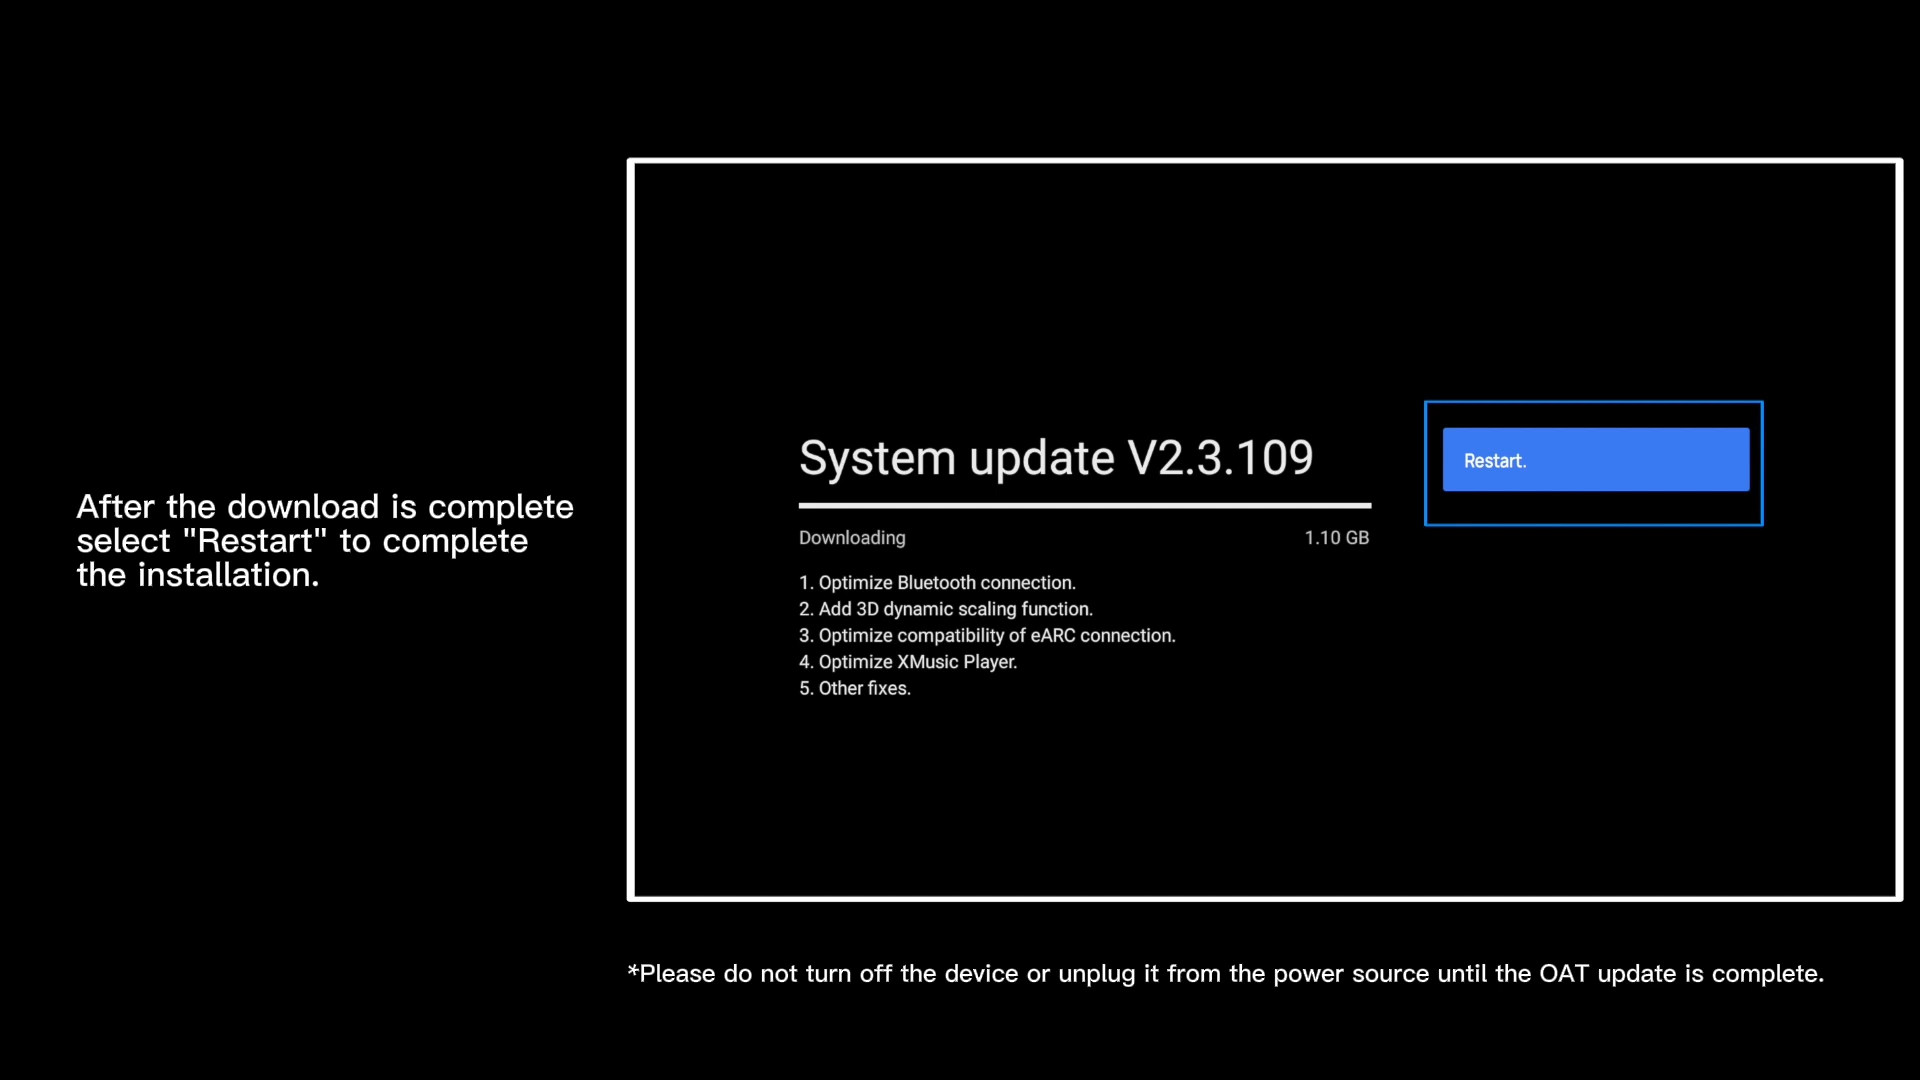 After the download is complete
select "Restart" to complete
the installation.
System update V2.3.109
Restart.
Downloading 1.10 GB
1. Optimize Bluetooth connection.
2. Add 3D dynamic scaling function.
3. Optimize compatibility of eARC connection.
4. Optimize XMusic Player.
5. Other fixes.
*Please do not turn off the device or unplug it from the power source until the OAT update is complete.